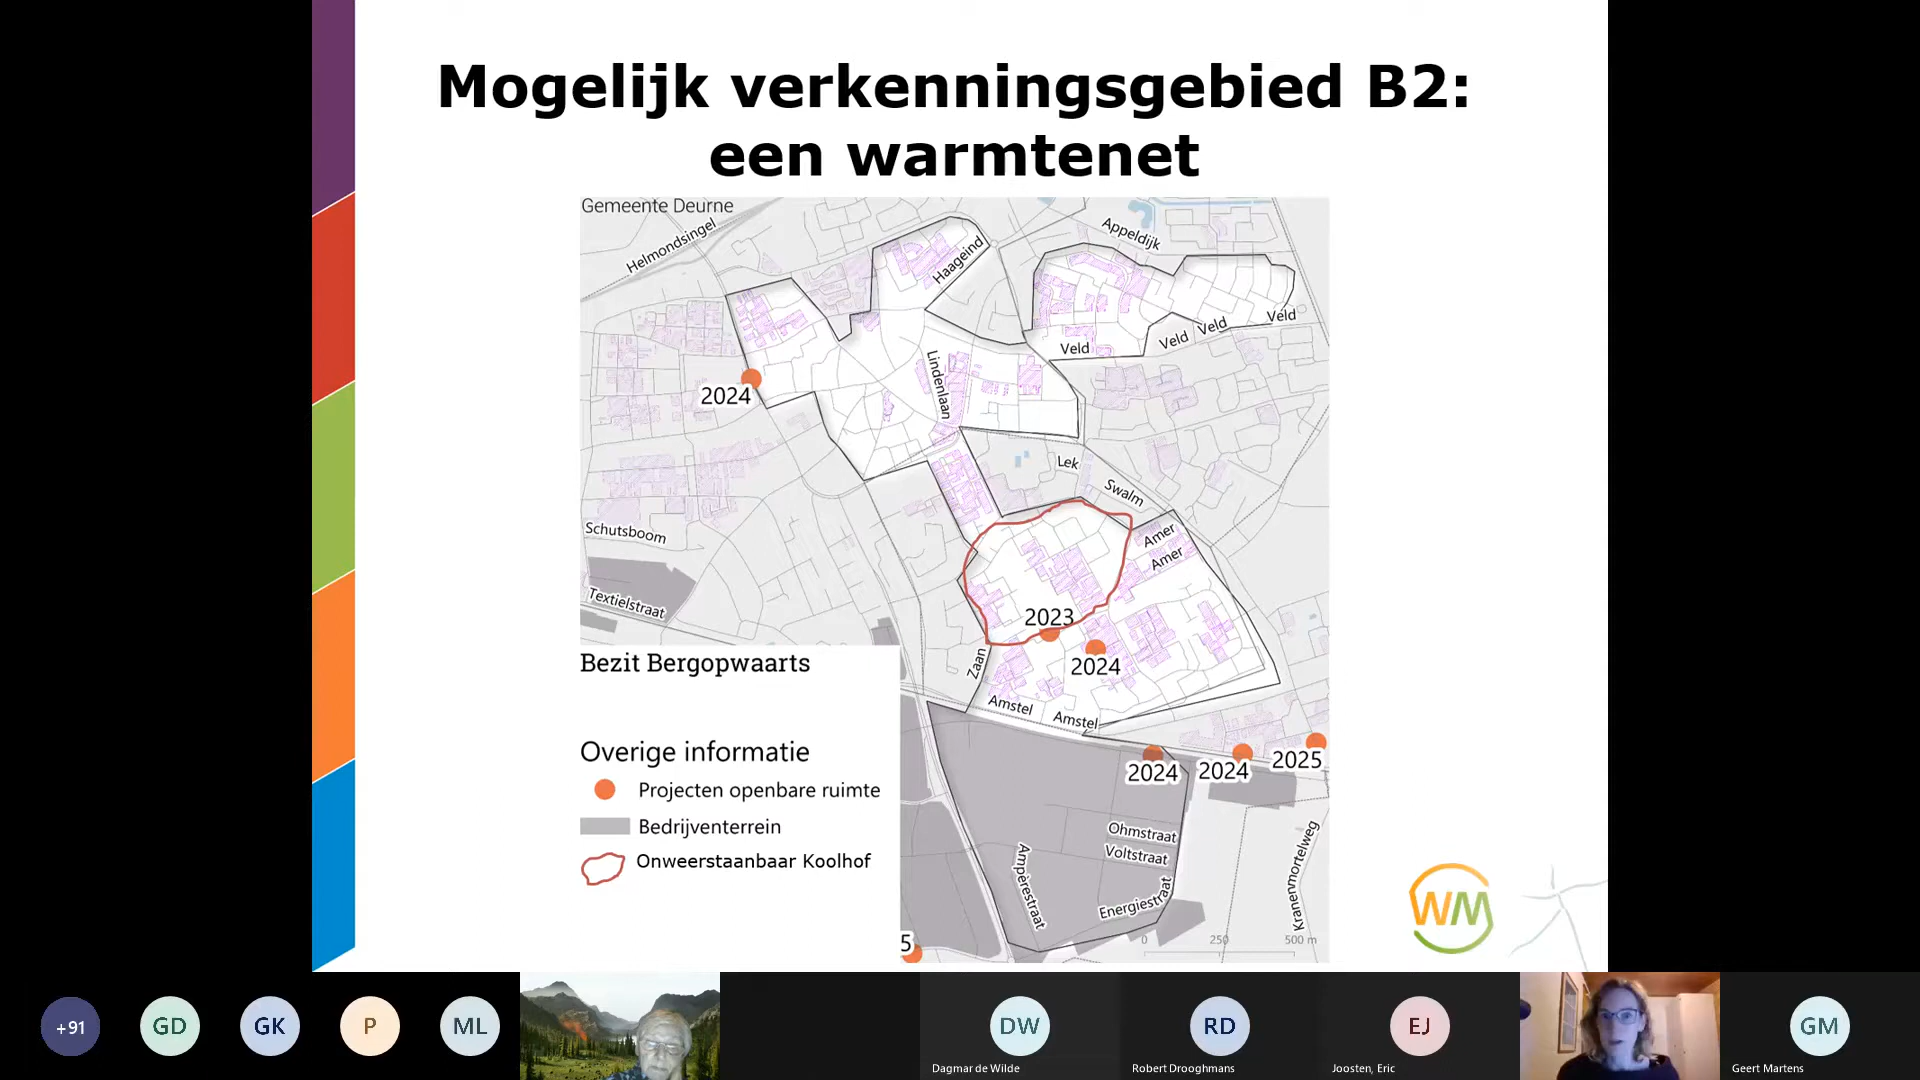 Mogelijk verkenningsgebied B2:
een warmtenet
Gemeente Deurne
Helmondsingel
Haageind
Appeldijk
Veld
Veld
Veld
Veld
Lindenlaan
2024
Lek
Swalm
Amer
Amer
Schutsboom
Textielstraat
2023
2024
Zaan
Amstel
Amstel
2024
2024
2025
Ohmstraat
Voltstraat
Ampèrestraat
Energiestraat
Kranenmortelweg
0 250 500 m
5
Bezit Bergopwaarts
Overige informatie
Projecten openbare ruimte
Bedrijventerrein
Onweerstaanbaar Koolhof
WM
+91
GD
GK
P
ML
DW
Dagmar de Wilde
RD
Robert Drooghmans
EJ
Joosten, Eric
GM
Geert Martens